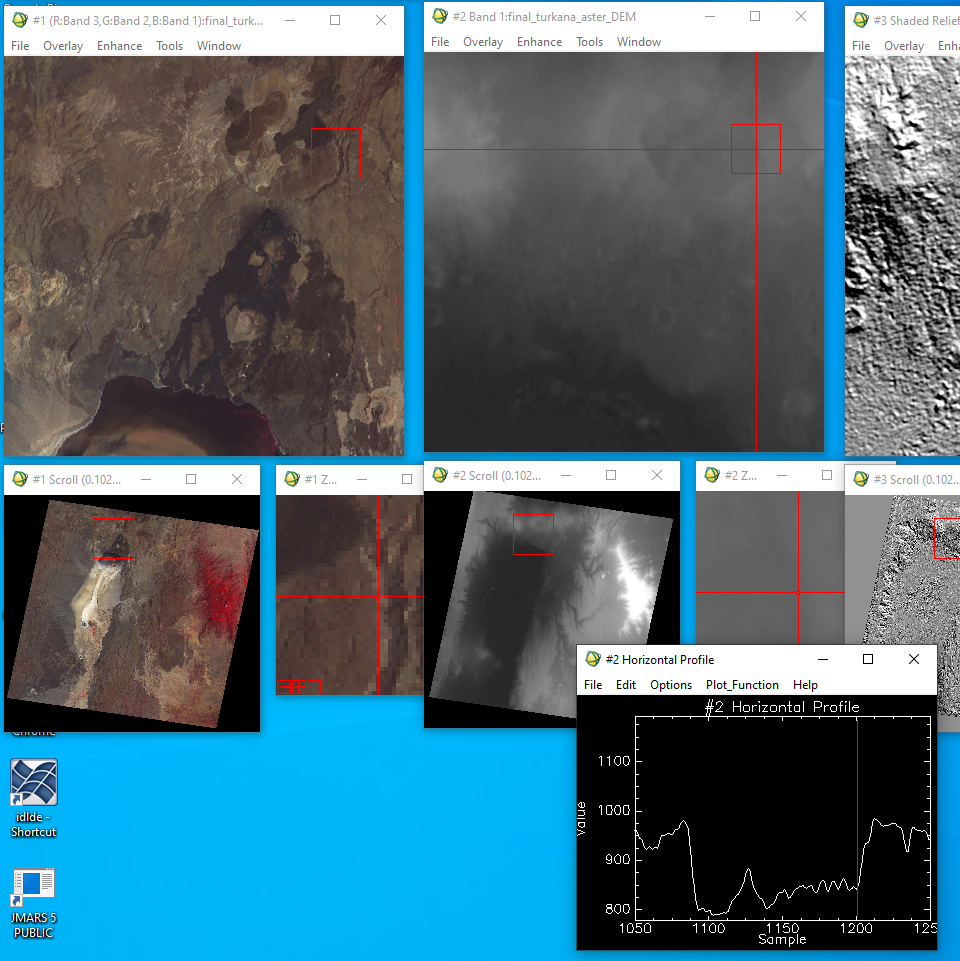 #1 (R:Band 3,G:Band 2,B:Band 1):final_turk...
File Overlay Enhance Tools Window
#2 Band 1:final_turkana_aster_DEM
File Overlay Enhance Tools Window
#3 Shaded Relief
File Overlay Enha
#1 Scroll (0.102...
#1 Z...
#2 Scroll (0.102...
#2 Z...
#3 Scroll (0.102...
#2 Horizontal Profile
File Edit Options Plot_Function Help
#2 Horizontal Profile
Value
1100
1000
900
800
1050 1100 1150 1200 125
Sample
Chrome
idlde -
Shortcut
JMARS 5
PUBLIC